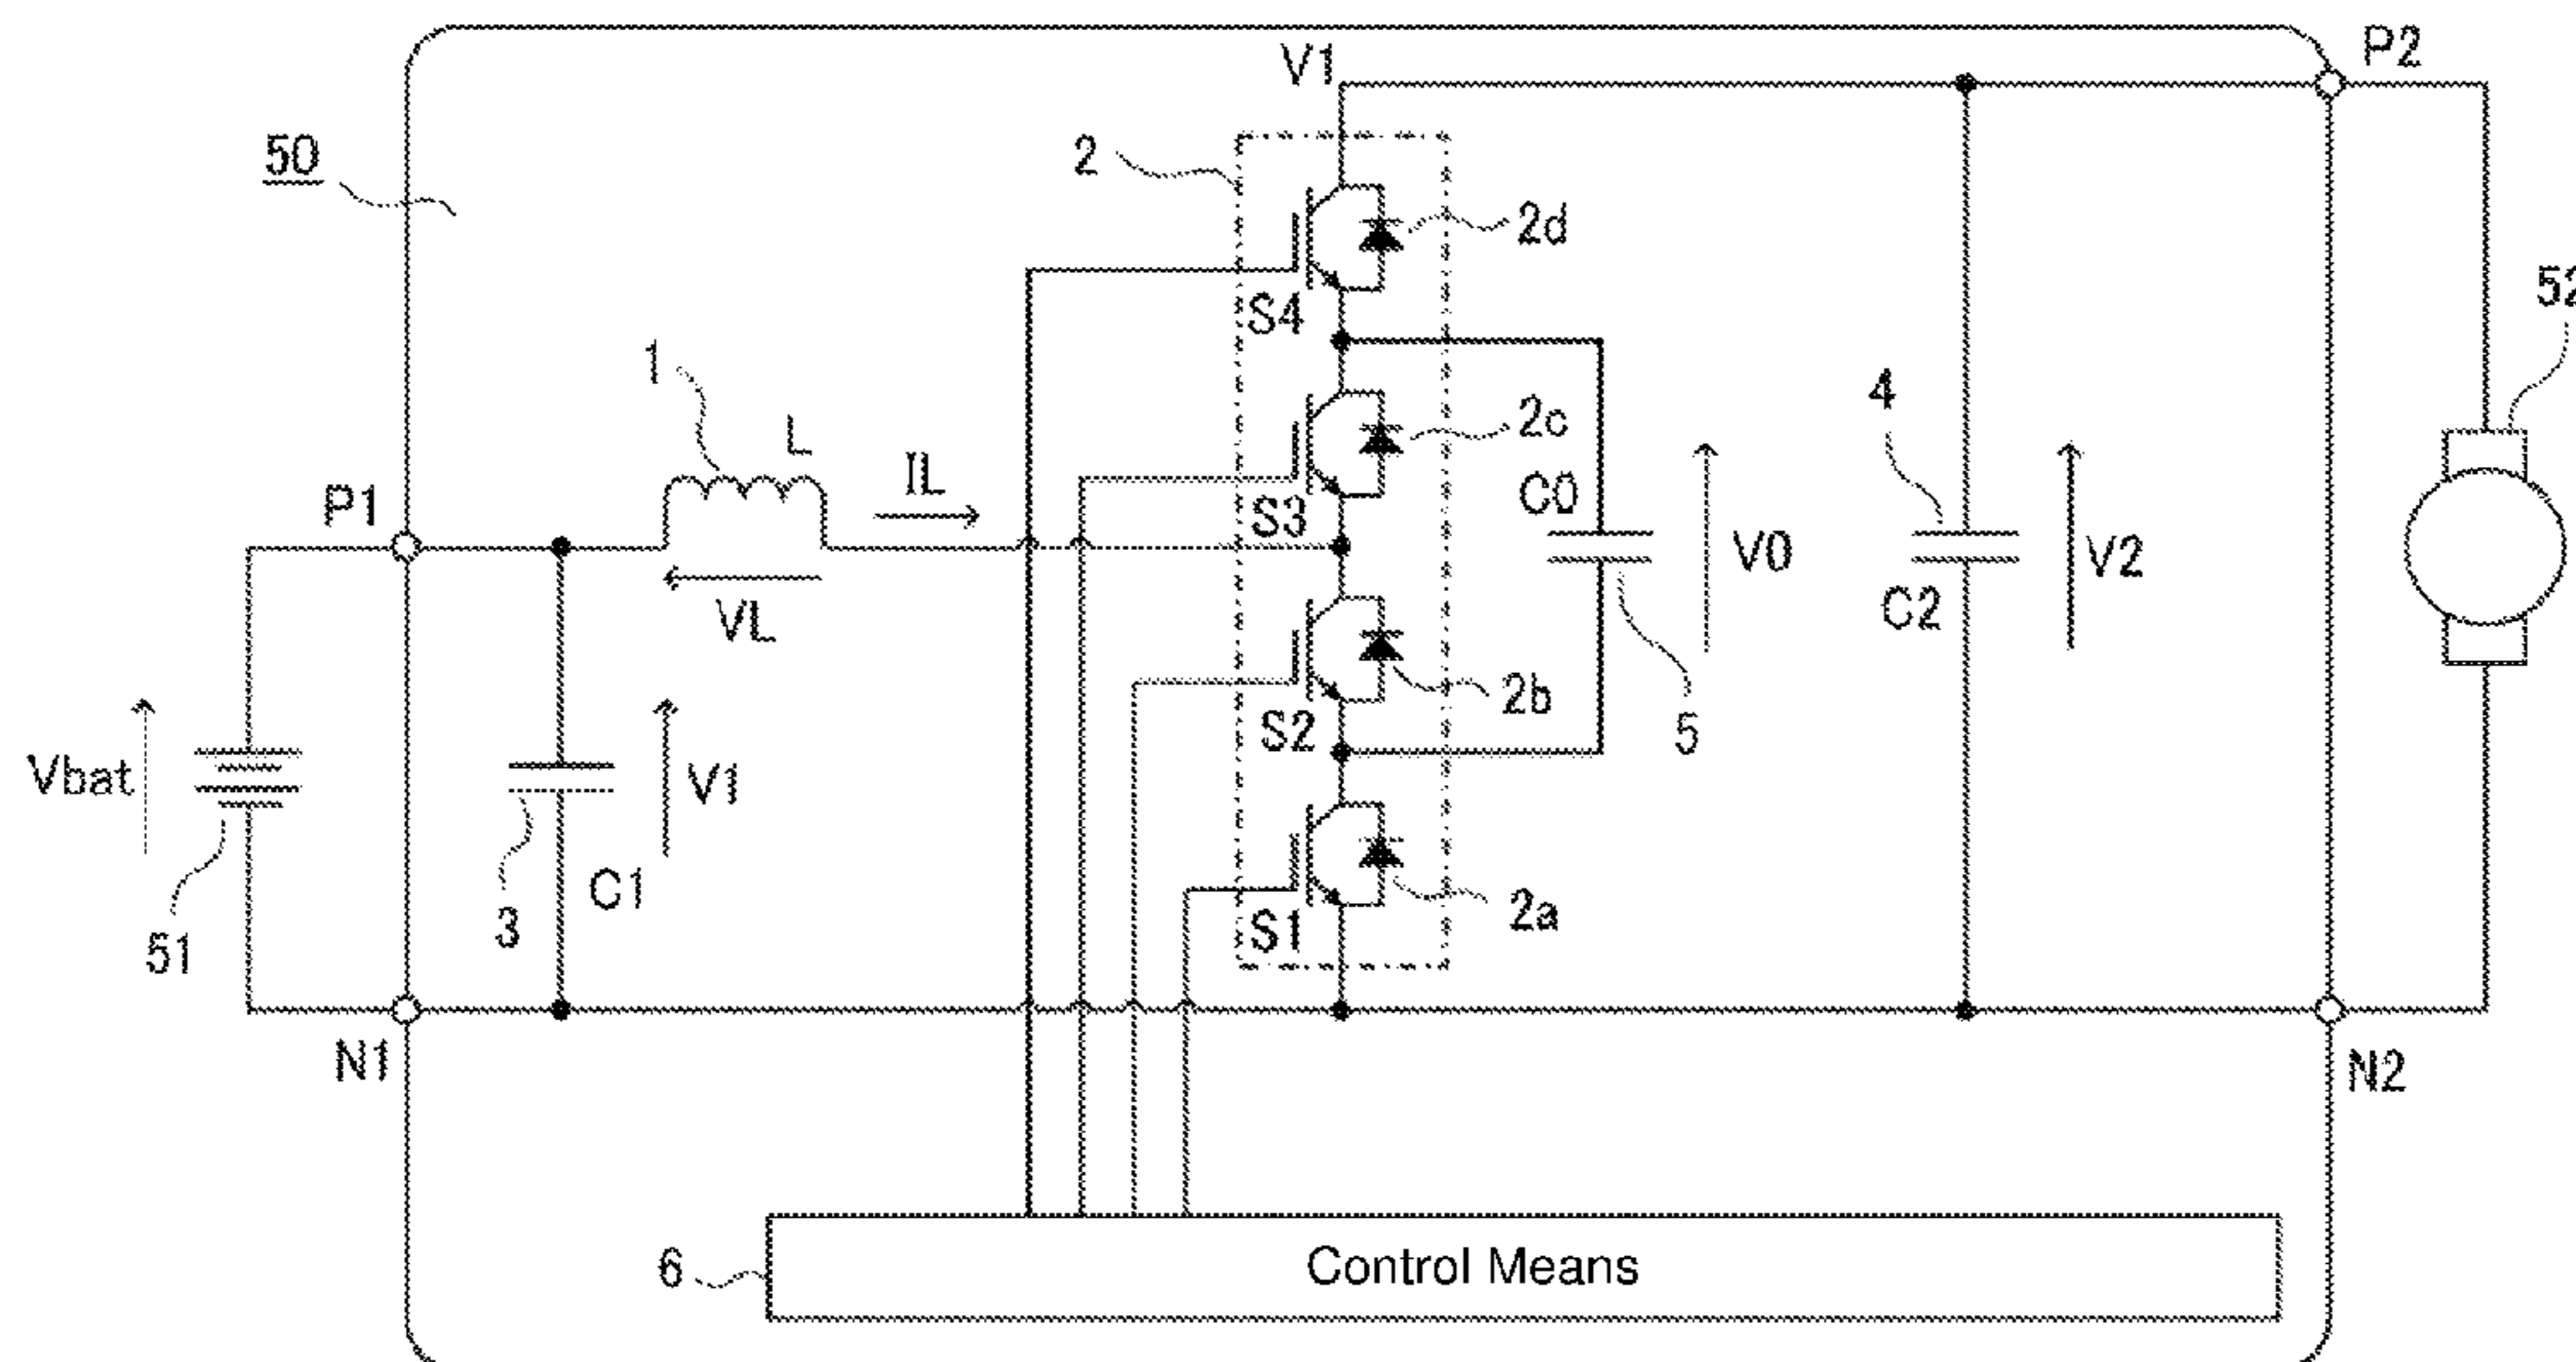 P2
V1
50
2
2d
S4
52
1
L
IL
2c
C0
4
P1
S3
V0
V2
VL
C2
2b
S2
5
Vbat
V1
C1
2a
S1
3
51
N1
N2
6
Control Means